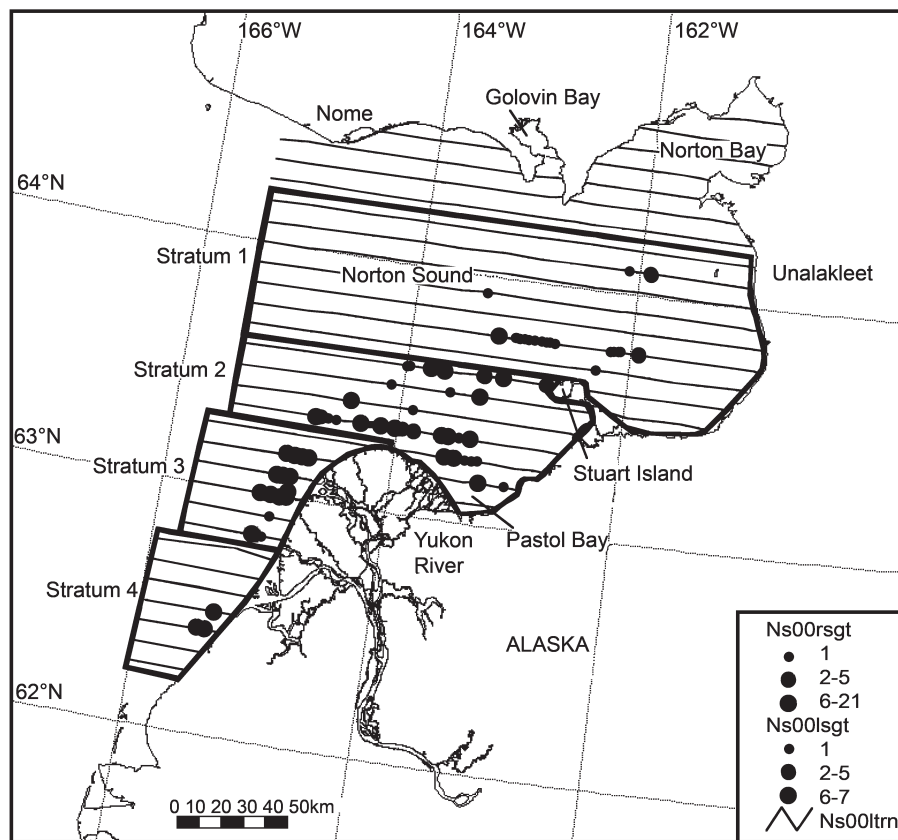 166°W
164°W
162°W
Golovin Bay
Nome
Norton Bay
64°N
Stratum 1
Norton Sound
Unalakleet
Stratum 2
63°N
Stratum 3
Stuart Island
Yukon
River
Pastol Bay
Stratum 4
ALASKA
62°N
Ns00rsgt
1
2-5
6-21
Ns00lsgt
1
2-5
6-7
Ns00ltrn
0 10 20 30 40 50km